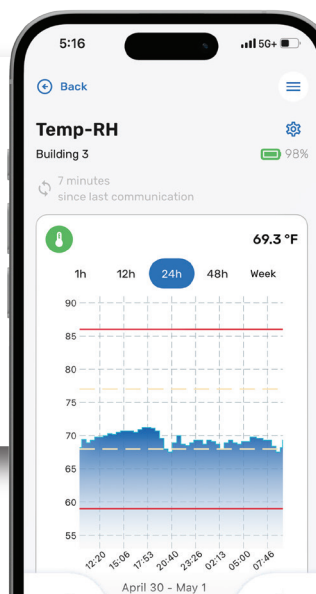 5:16
5G+
Back
Temp-RH
Building 3
98%
7 minutes
since last communication
69.3 °F
1h 12h 24h 48h Week
90
85
80
75
70
65
60
55
12:20 15:06 17:53 20:40 23:26 02:13 05:00 07:46
April 30 - May 1